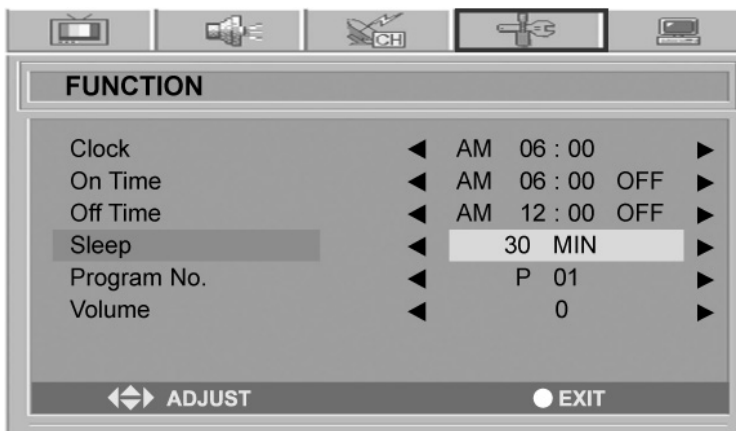 CH
FUNCTION
Clock AM 06 : 00
On Time AM 06 : 00 OFF
Off Time AM 12 : 00 OFF
Sleep 30 MIN
Program No. P 01
Volume 0
ADJUST EXIT